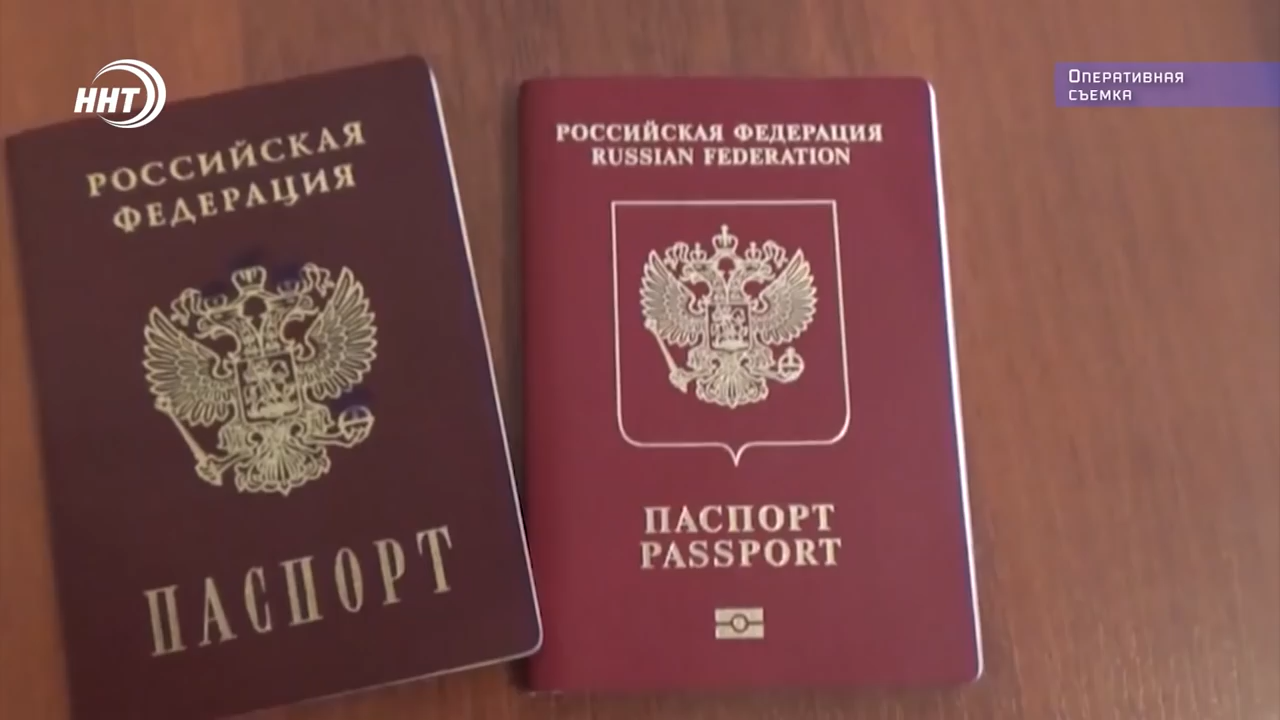 ННТ
ОПЕРАТИВНАЯ
СЪЕМКА
РОССИЙСКАЯ
ФЕДЕРАЦИЯ
ПАСПОРТ
РОССИЙСКАЯ ФЕДЕРАЦИЯ
RUSSIAN FEDERATION
ПАСПОРТ
PASSPORT